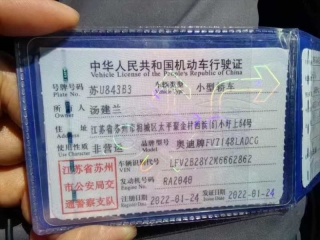 中华人民共和国机动车行驶证
Vehicle License of the People's Republic of China
号牌号码 苏U843B3 车辆类型 小型轿车
Plate No. Vehicle Type
所有人 汤建兰
Owner
住址 江苏省苏州市相城区太平聚金村西街(6)小圩上64号
Address
使用性质 非营运 品牌型号 奥迪牌FV7148LADCG
Use Character Model
江苏省苏州
市公安局交
通警察支队
车辆识别代号 LFV2B28Y2M6662862
VIN
发动机号码 RA2040
Engine No.
注册日期 2022-01-24 发证日期 2022-01-24
Register Date Issue Date